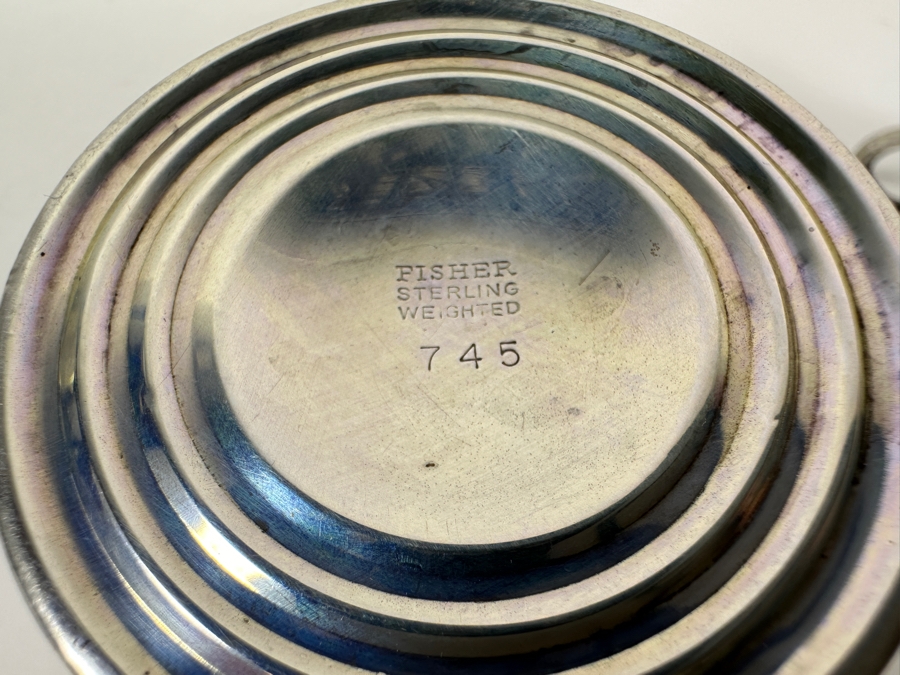 FISHER
STERLING
WEIGHTED
745